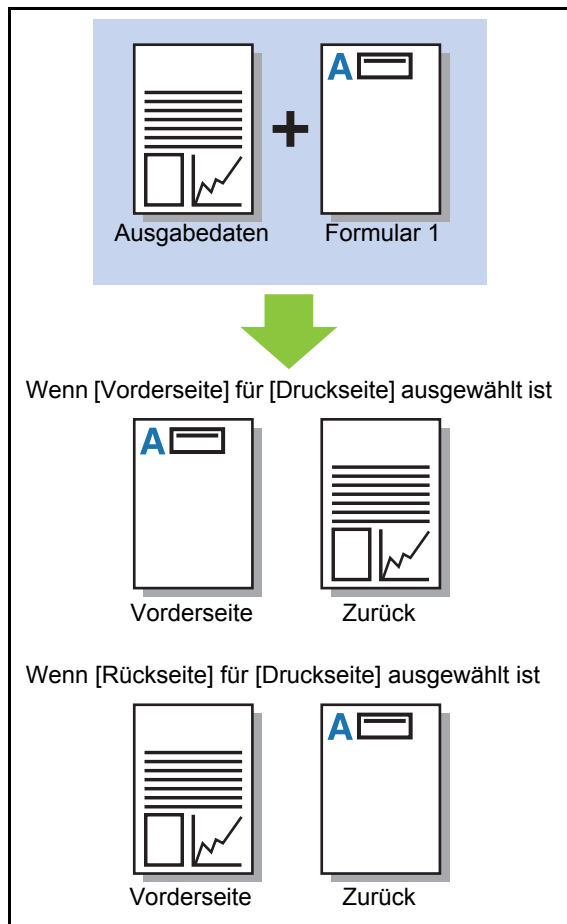 A A
+
Ausgabedaten Formular 1
Wenn [Vorderseite] für [Druckseite] ausgewählt ist
A
Vorderseite Zurück
Wenn [Rückseite] für [Druckseite] ausgewählt ist
A
Vorderseite Zurück